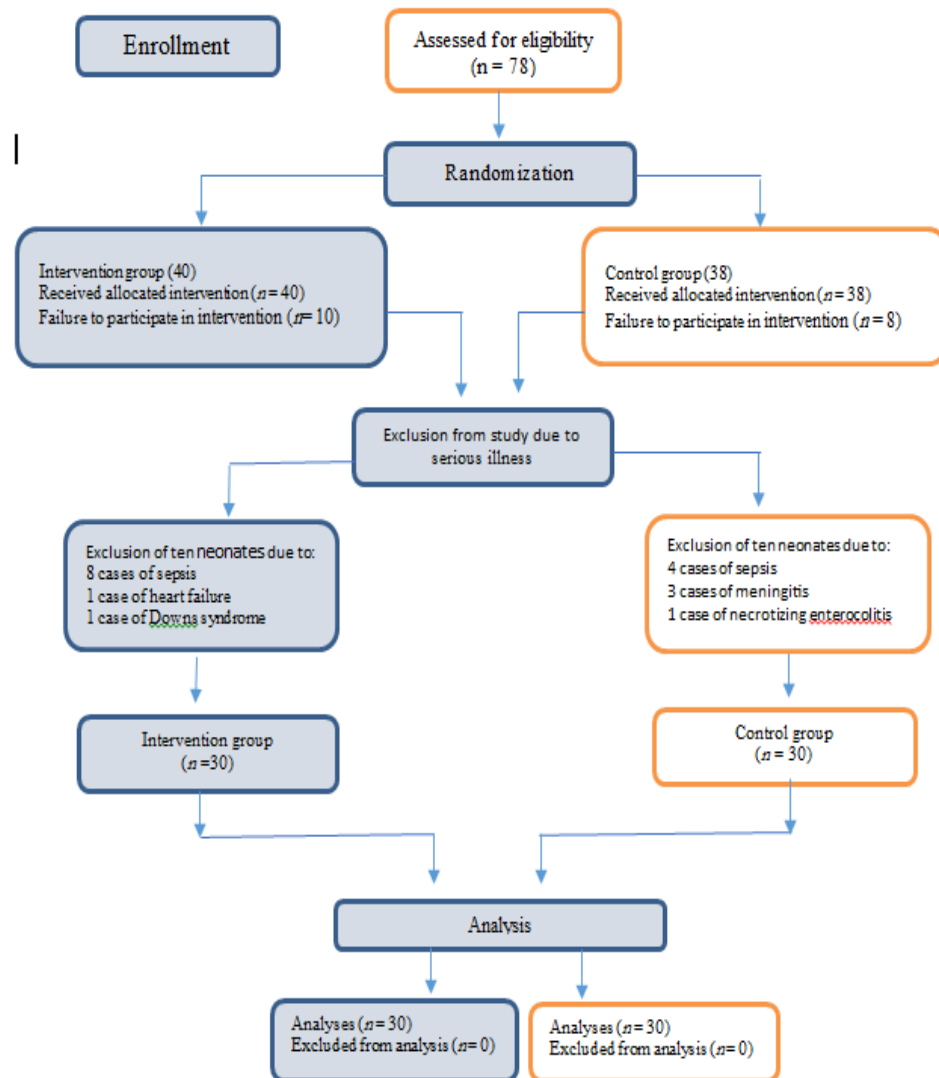 Enrollment
Assessed for eligibility
(n = 78)
Randomization
Intervention group (40)
Received allocated intervention (n = 40)
Failure to participate in intervention (n= 10)
Control group (38)
Received allocated intervention (n = 38)
Failure to participate in intervention (n = 8)
Exclusion from study due to
serious illness
Exclusion of ten neonates due to:
8 cases of sepsis
1 case of heart failure
1 case of Downs syndrome
Exclusion of ten neonates due to:
4 cases of sepsis
3 cases of meningitis
1 case of necrotizing enterocolitis
Intervention group
(n =30)
Control group
(n = 30)
Analysis
Analyses (n = 30)
Excluded from analysis (n= 0)
Analyses (n = 30)
Excluded from analysis (n= 0)